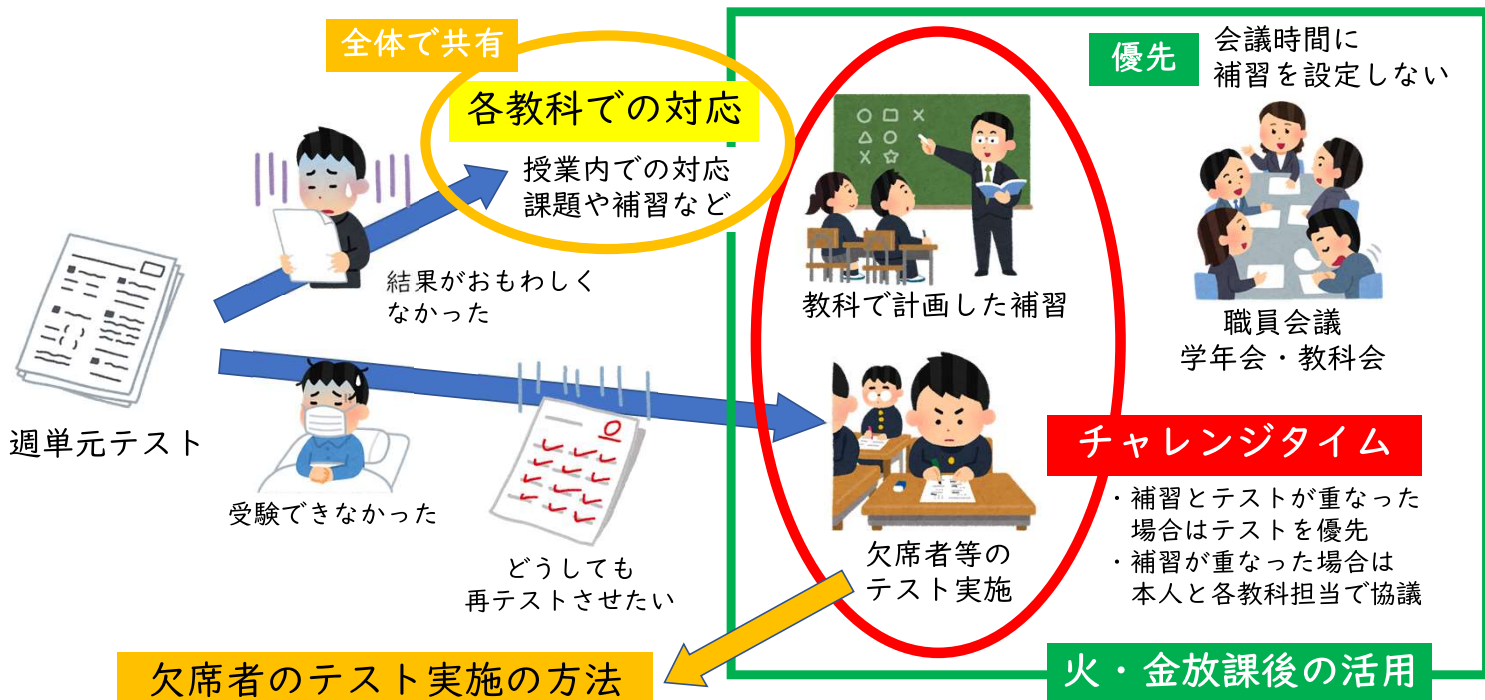 全体で共有
各教科での対応
授業内での対応
課題や補習など
結果がおもわしく
なかった
週単元テスト
受験できなかった
どうしても
再テストさせたい
優先
会議時間に
補習を設定しない
教科で計画した補習
職員会議
学年会・教科会
チャレンジタイム
・補習とテストが重なった
場合はテストを優先
・補習が重なった場合は
本人と各教科担当で協議
欠席者等の
テスト実施
欠席者のテスト実施の方法
火・金放課後の活用